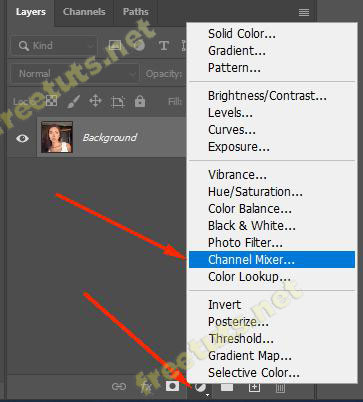 Layers Channels Paths
Kind
Normal Opacity:
Lock: Fill:
Background
Solid Color...
Gradient...
Pattern...
Brightness/Contrast...
Levels...
Curves...
Exposure...
Vibrance...
Hue/Saturation...
Color Balance...
Black & White...
Photo Filter...
Channel Mixer...
Color Lookup...
Invert
Posterize...
Threshold...
Gradient Map...
Selective Color...
fx
freetuts.net
freetuts.net